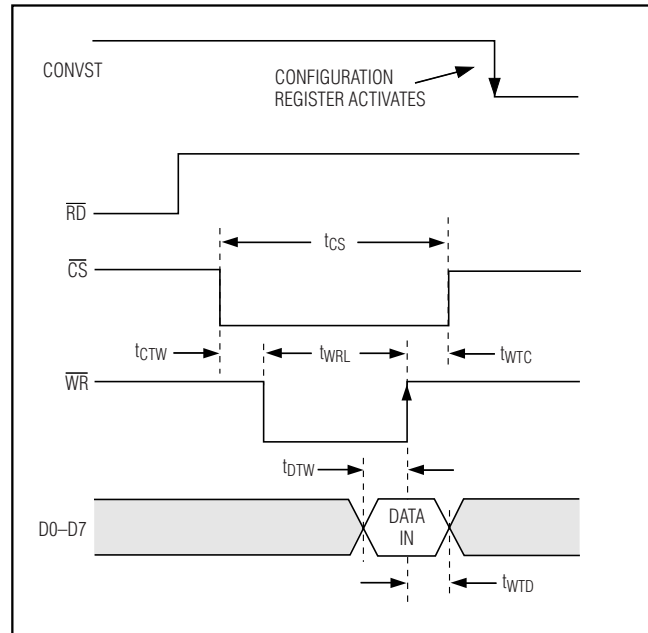 CONVST
CONFIGURATION
REGISTER ACTIVATES
RD
tCS
CS
tCTW
tWRL
tWTC
WR
tDTW
D0–D7
DATA
IN
tWTD